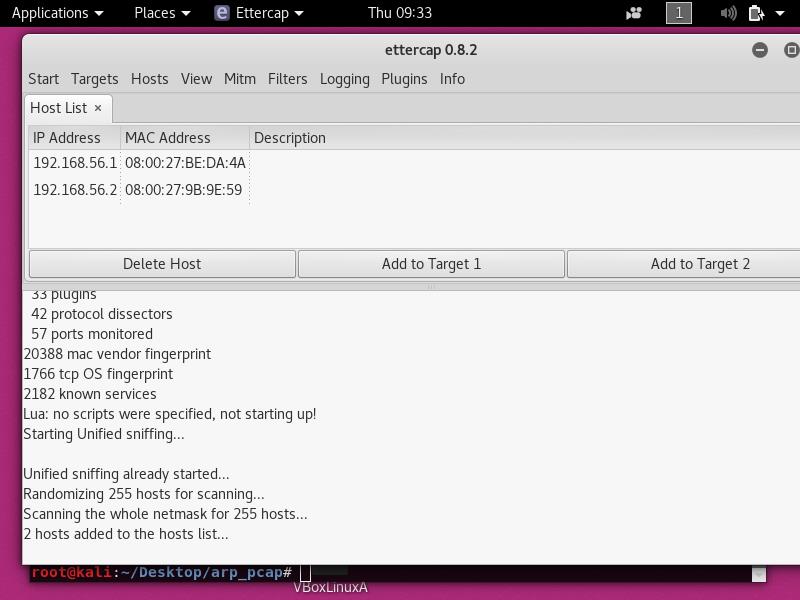 Applications Places Ettercap Thu 09:33 1
ettercap 0.8.2
Start Targets Hosts View Mitm Filters Logging Plugins Info
Host List ×
IP Address MAC Address Description
192.168.56.1 08:00:27:BE:DA:4A
192.168.56.2 08:00:27:9B:9E:59
Delete Host Add to Target 1 Add to Target 2
33 plugins
42 protocol dissectors
57 ports monitored
20388 mac vendor fingerprint
1766 tcp OS fingerprint
2182 known services
Lua: no scripts were specified, not starting up!
Starting Unified sniffing...
Unified sniffing already started...
Randomizing 255 hosts for scanning...
Scanning the whole netmask for 255 hosts...
2 hosts added to the hosts list...
root@kali:~/Desktop/arp_pcap#
VBoxLinuxA